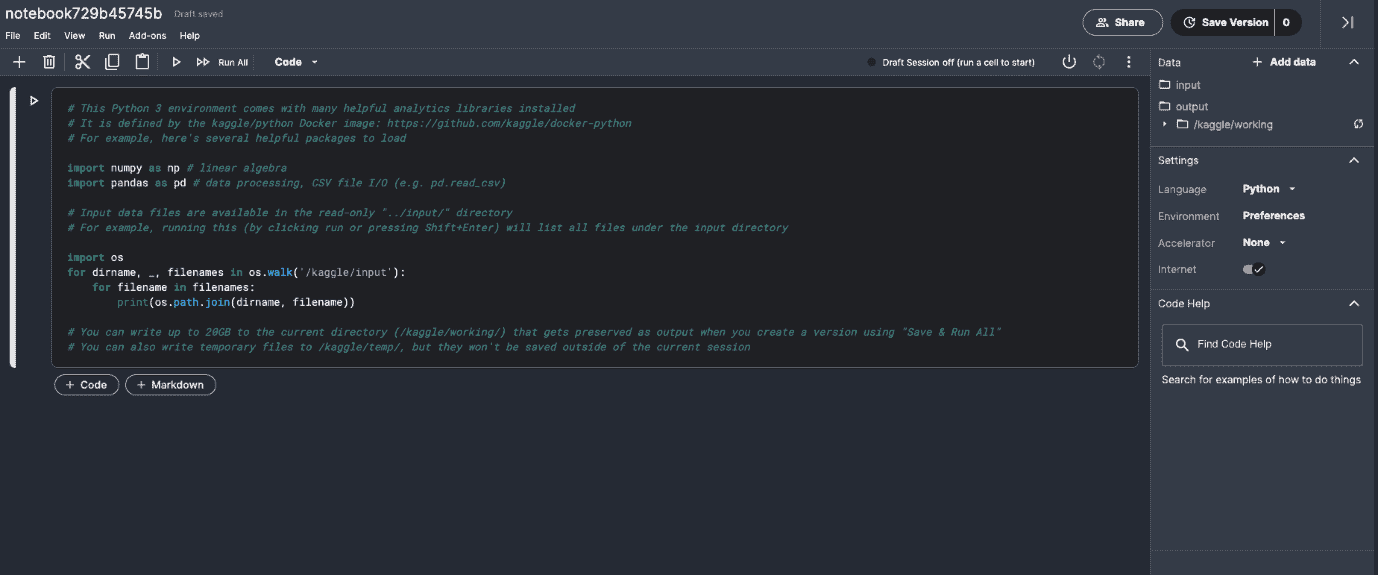 notebook729b45745b Draft saved
File Edit View Run Add-ons Help
Share
Save Version 0
Run All Code
Draft Session off (run a cell to start)
# This Python 3 environment comes with many helpful analytics libraries installed
# It is defined by the kaggle/python Docker image: https://github.com/kaggle/docker-python
# For example, here's several helpful packages to load
import numpy as np # linear algebra
import pandas as pd # data processing, CSV file I/O (e.g. pd.read_csv)
# Input data files are available in the read-only "../input/" directory
# For example, running this (by clicking run or pressing Shift+Enter) will list all files under the input directory
import os
for dirname, _, filenames in os.walk('/kaggle/input'):
    for filename in filenames:
        print(os.path.join(dirname, filename))
# You can write up to 20GB to the current directory (/kaggle/working/) that gets preserved as output when you create a version using "Save & Run All"
# You can also write temporary files to /kaggle/temp/, but they won't be saved outside of the current session
+ Code + Markdown
Data + Add data
input
output
/kaggle/working
Settings
Language Python
Environment Preferences
Accelerator None
Internet
Code Help
Find Code Help
Search for examples of how to do things